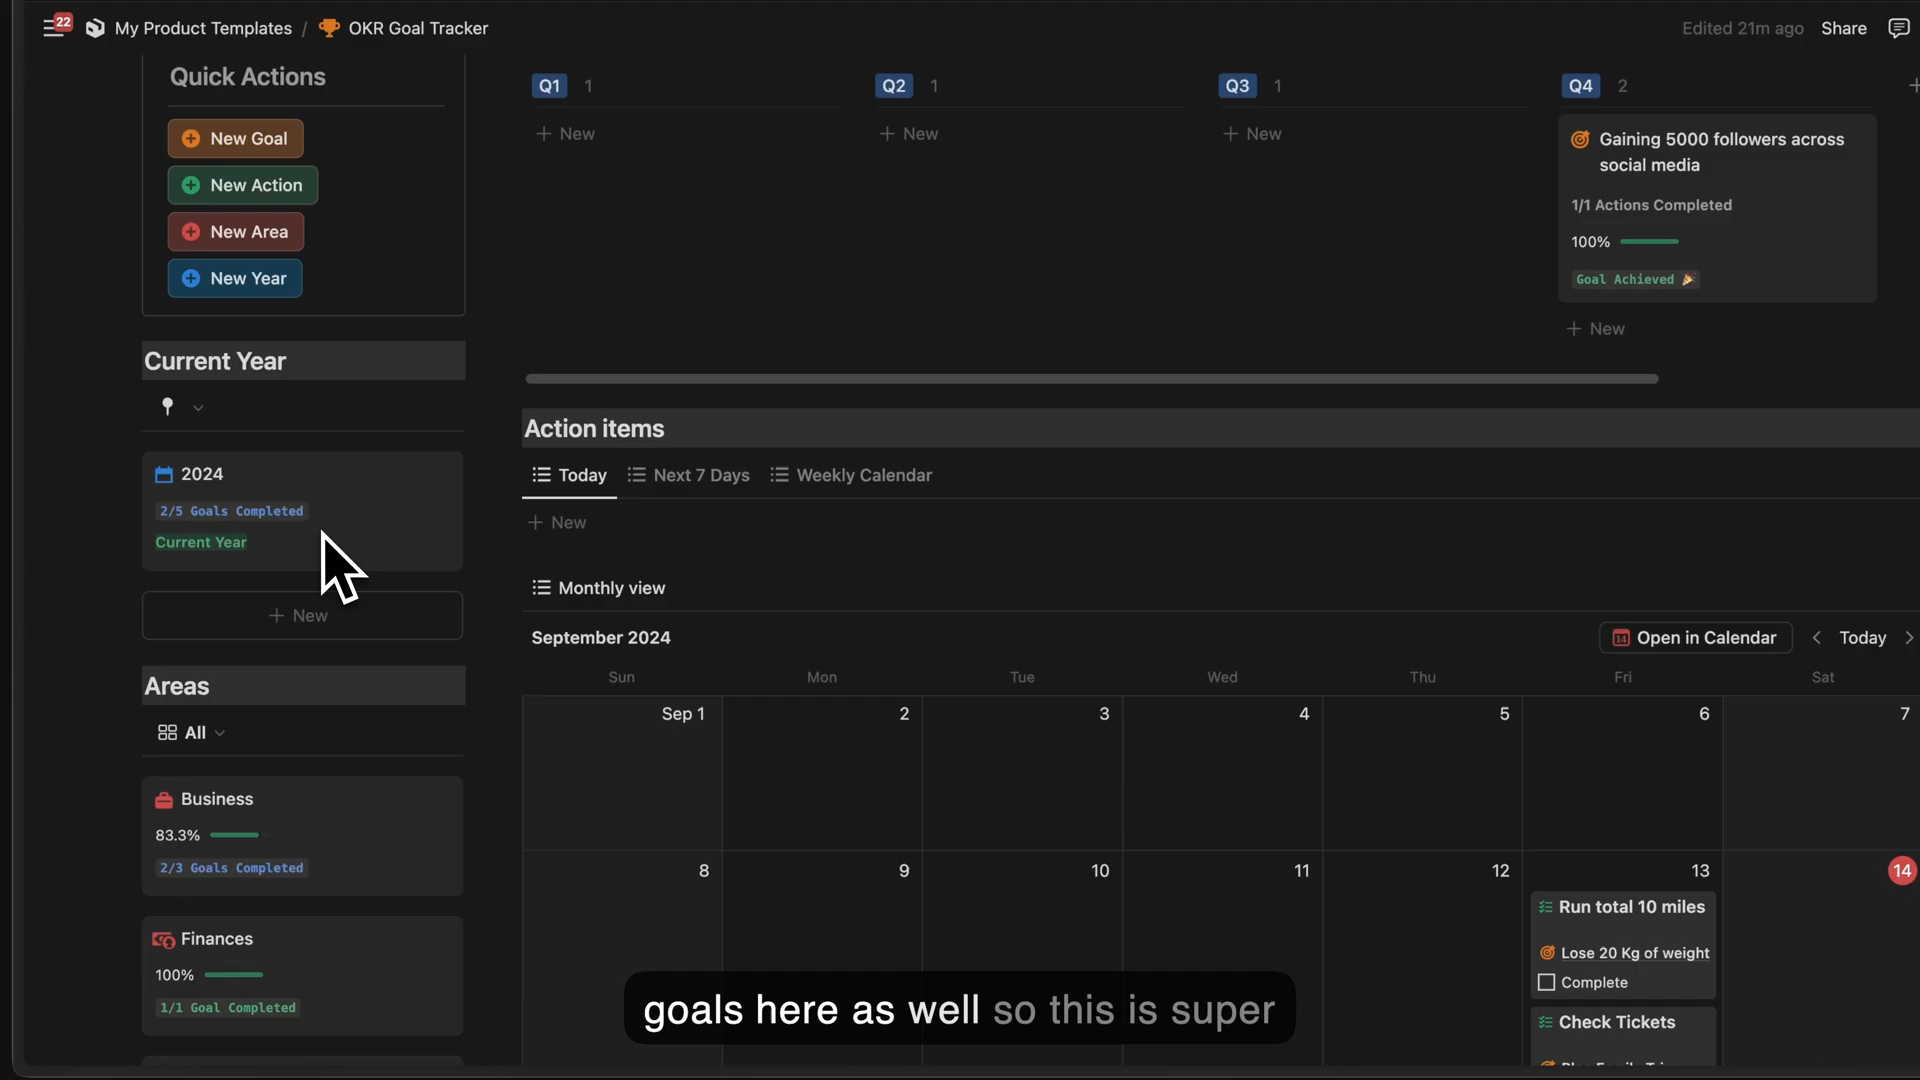 22 My Product Templates / OKR Goal Tracker
Edited 21m ago Share
Quick Actions
New Goal
New Action
New Area
New Year
Current Year
2024
2/5 Goals Completed
Current Year
+ New
Areas
All
Business
83.3%
2/3 Goals Completed
Finances
100%
1/1 Goal Completed
Q1 1
+ New
Q2 1
+ New
Q3 1
+ New
Q4 2
Gaining 5000 followers across
social media
1/1 Actions Completed
100%
Goal Achieved 🎉
+ New
Action items
Today Next 7 Days Weekly Calendar
+ New
Monthly view
September 2024
14 Open in Calendar < Today >
Sun Mon Tue Wed Thu Fri Sat
Sep 1 2 3 4 5 6 7
8 9 10 11 12 13 14
Run total 10 miles
Lose 20 Kg of weight
Complete
Check Tickets
goals here as well so this is super